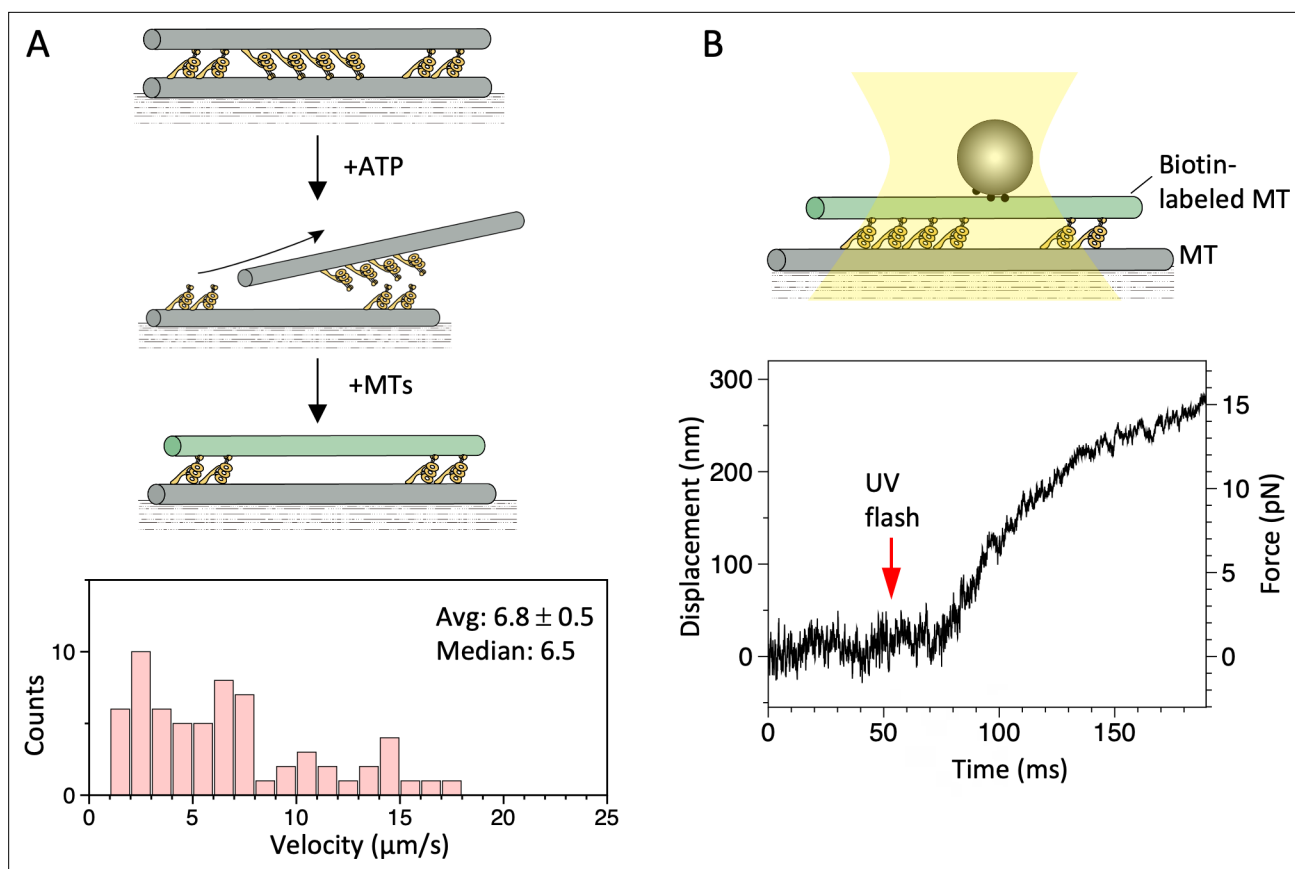 A
+ATP
+MTs
Avg: 6.8 ± 0.5
Median: 6.5
10
0
Counts
0 5 10 15 20 25
Velocity (µm/s)
B
Biotin-
labeled MT
MT
300
200
100
0
Displacement (nm)
UV
flash
15
10
5
0
Force (pN)
0 50 100 150
Time (ms)